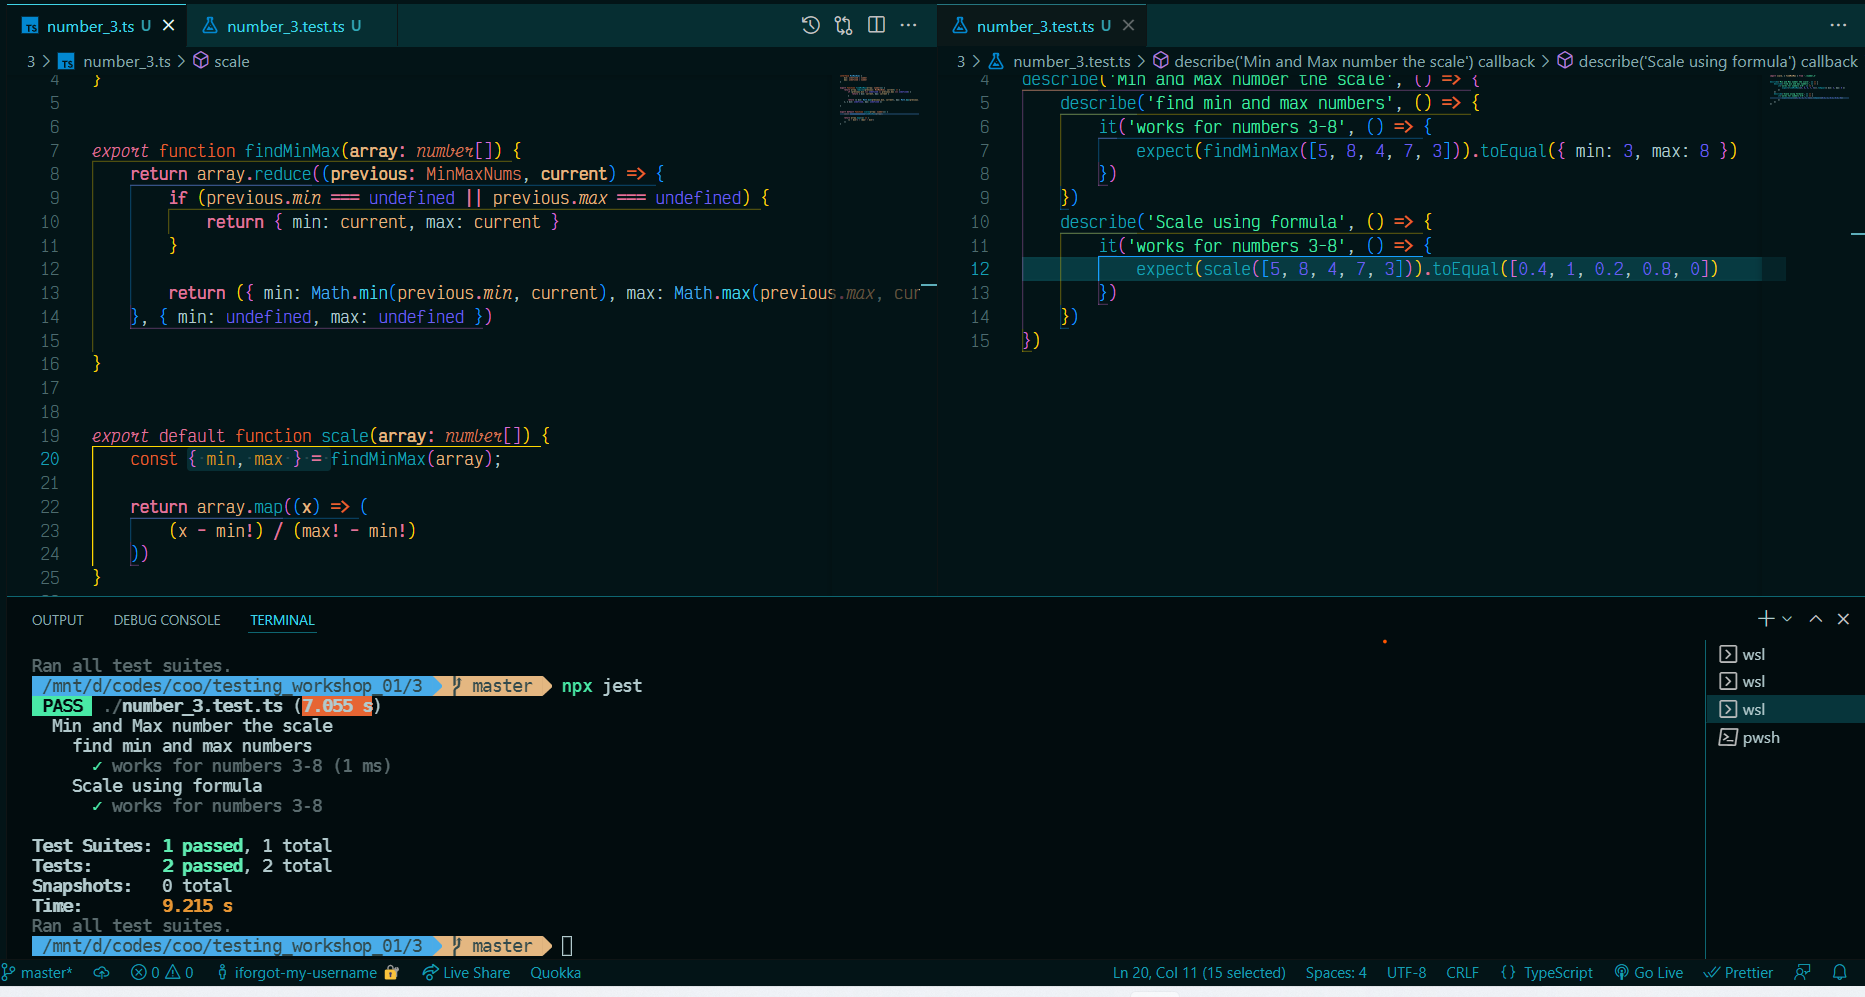 number_3.ts U
number_3.test.ts U
3 > number_3.ts > scale
4 }
5
6
7 export function findMinMax(array: number[]) {
8 return array.reduce((previous: MinMaxNums, current) => {
9 if (previous.min === undefined || previous.max === undefined) {
10 return { min: current, max: current }
11 }
12
13 return ({ min: Math.min(previous.min, current), max: Math.max(previous.max, cur
14 }, { min: undefined, max: undefined })
15
16 }
17
18
19 export default function scale(array: number[]) {
20 const { min, max } = findMinMax(array);
21
22 return array.map((x) => (
23 (x - min!) / (max! - min!)
24 ))
25 }
number_3.test.ts U
3 > number_3.test.ts > describe('Min and Max number the scale') callback > describe('Scale using formula') callback
4 describe('Min and Max number the scale', () => {
5 describe('find min and max numbers', () => {
6 it('works for numbers 3-8', () => {
7 expect(findMinMax([5, 8, 4, 7, 3])).toEqual({ min: 3, max: 8 })
8 })
9 })
10 describe('Scale using formula', () => {
11 it('works for numbers 3-8', () => {
12 expect(scale([5, 8, 4, 7, 3])).toEqual([0.4, 1, 0.2, 0.8, 0])
13 })
14 })
15 })
OUTPUT DEBUG CONSOLE TERMINAL
Ran all test suites.
/mnt/d/codes/coo/testing_workshop_01/3 master npx jest
PASS ./number_3.test.ts (7.055 s)
Min and Max number the scale
find min and max numbers
✓ works for numbers 3-8 (1 ms)
Scale using formula
✓ works for numbers 3-8
Test Suites: 1 passed, 1 total
Tests: 2 passed, 2 total
Snapshots: 0 total
Time: 9.215 s
Ran all test suites.
/mnt/d/codes/coo/testing_workshop_01/3 master
wsl
wsl
wsl
pwsh
master* 0 0 iforgot-my-username Live Share Quokka Ln 20, Col 11 (15 selected) Spaces: 4 UTF-8 CRLF {} TypeScript Go Live Prettier